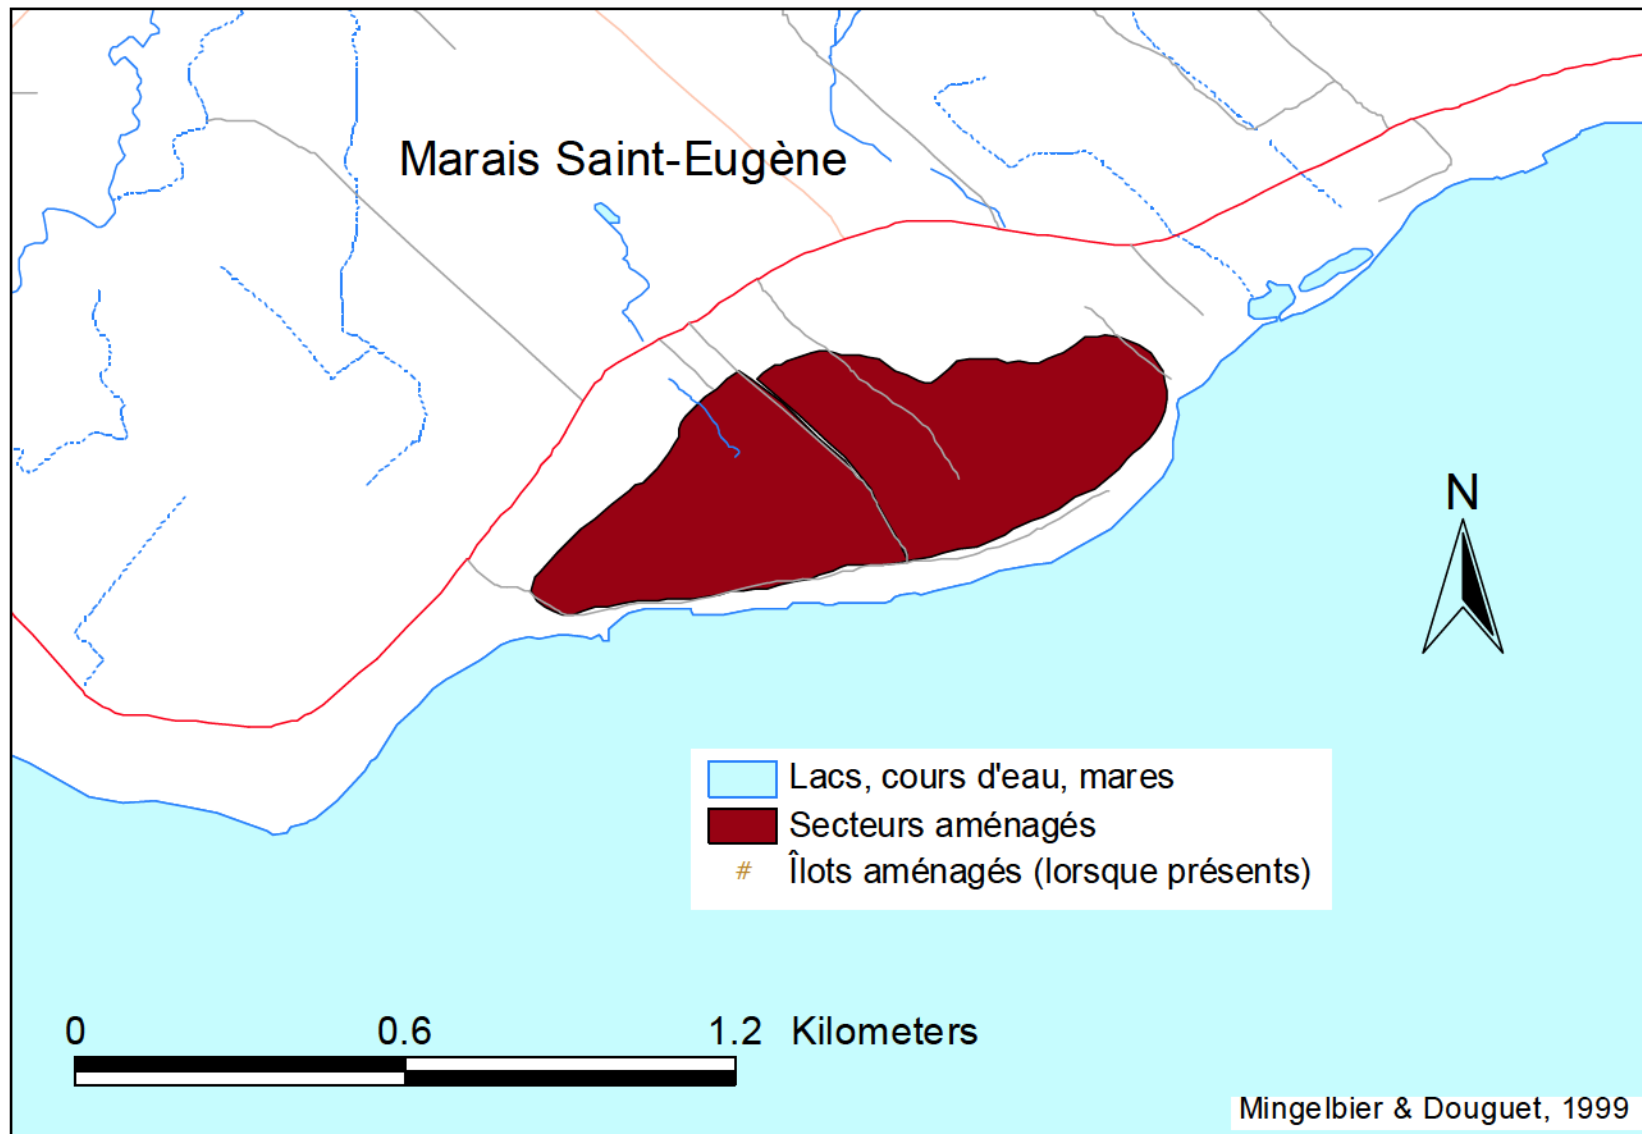 Marais Saint-Eugène
N
Lacs, cours d'eau, mares
Secteurs aménagés
# Îlots aménagés (lorsque présents)
0 0.6 1.2 Kilometers
Mingelbier & Douguet, 1999